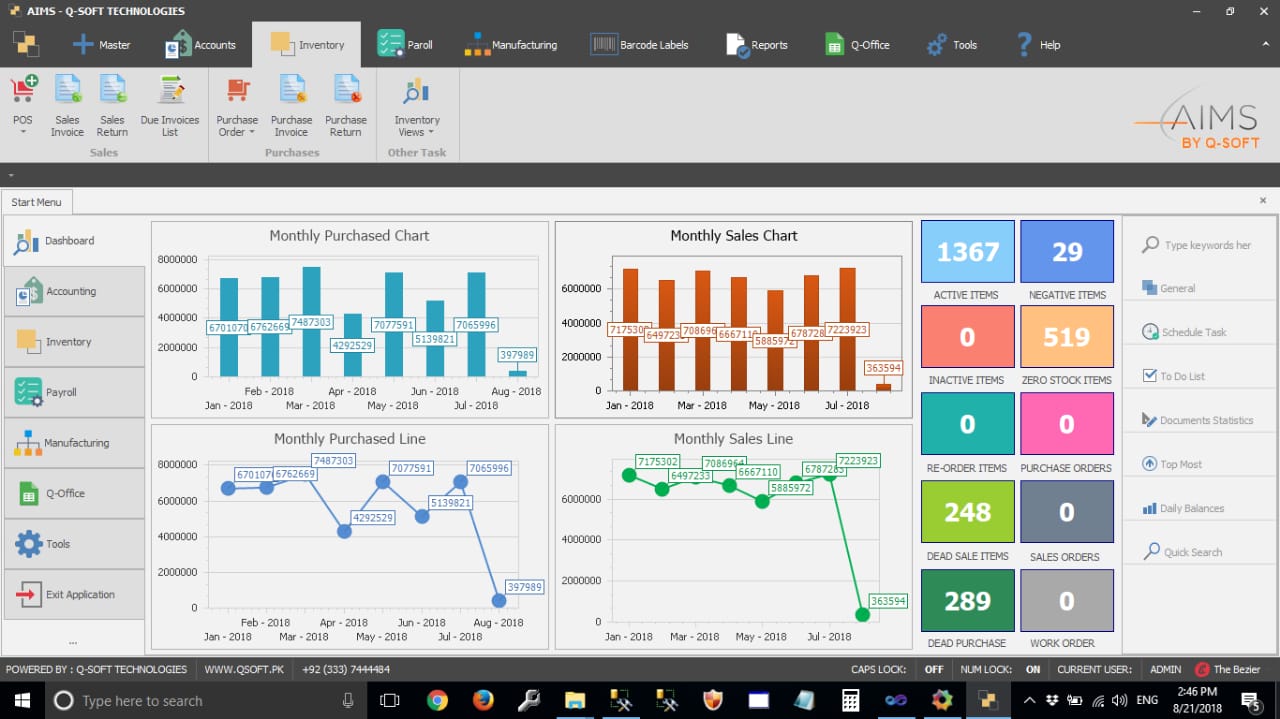 AIMS - Q-SOFT TECHNOLOGIES
Master
Accounts
Inventory
Paroll
Manufacturing
Barcode Labels
Reports
Q-Office
Tools
Help
POS
Sales Invoice
Sales Return
Due Invoices List
Purchase Order
Purchase Invoice
Purchase Return
Inventory Views
Sales
Purchases
Other Task
AIMS
BY Q-SOFT
Start Menu
Dashboard
Accounting
Inventory
Payroll
Manufacturing
Q-Office
Tools
Exit Application
...
Monthly Purchased Chart
8000000
6000000
4000000
2000000
0
6701070
6762669
7487303
4292529
7077591
5139821
7065996
397989
Feb - 2018
Apr - 2018
Jun - 2018
Aug - 2018
Jan - 2018
Mar - 2018
May - 2018
Jul - 2018
Monthly Sales Chart
6000000
4000000
2000000
0
7175302
6497233
7086964
6667110
5885972
678728
7223923
363594
Jan - 2018
Mar - 2018
May - 2018
Jul - 2018
Monthly Purchased Line
8000000
6000000
4000000
2000000
0
670107
6762669
7487303
4292529
7077591
5139821
7065996
397989
Feb - 2018
Apr - 2018
Jun - 2018
Aug - 2018
Jan - 2018
Mar - 2018
May - 2018
Jul - 2018
Monthly Sales Line
6000000
4000000
2000000
0
7175302
6497233
7086964
6667110
5885972
6787283
7223923
363594
Jan - 2018
Mar - 2018
May - 2018
Jul - 2018
1367
29
ACTIVE ITEMS
NEGATIVE ITEMS
0
519
INACTIVE ITEMS
ZERO STOCK ITEMS
0
0
RE-ORDER ITEMS
PURCHASE ORDERS
248
0
DEAD SALE ITEMS
SALES ORDERS
289
0
DEAD PURCHASE
WORK ORDER
Type keywords her
General
Schedule Task
To Do List
Documents Statistics
Top Most
Daily Balances
Quick Search
POWERED BY : Q-SOFT TECHNOLOGIES
WWW.QSOFT.PK
+92 (333) 7444484
CAPS LOCK: OFF
NUM LOCK: ON
CURRENT USER: ADMIN
The Bezier
Type here to search
ENG
2:46 PM
8/21/2018
5